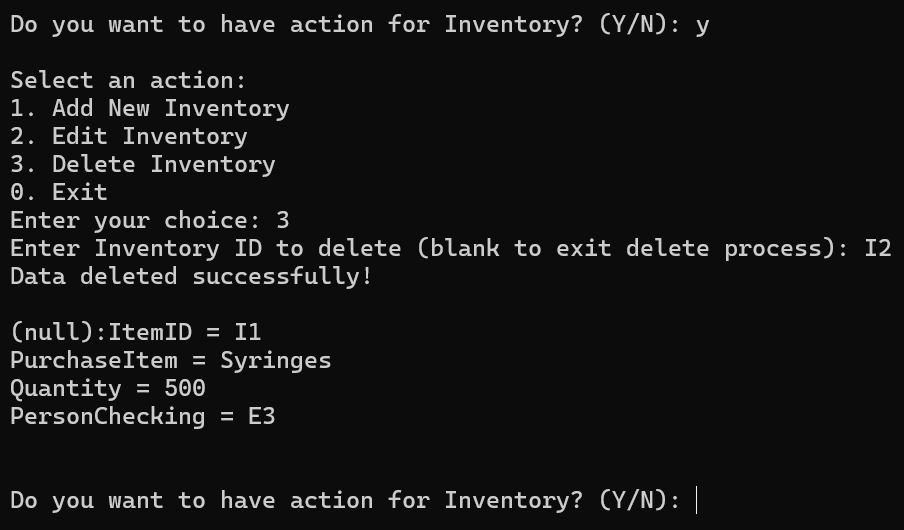 Do you want to have action for Inventory? (Y/N): y
Select an action:
1. Add New Inventory
2. Edit Inventory
3. Delete Inventory
0. Exit
Enter your choice: 3
Enter Inventory ID to delete (blank to exit delete process): I2
Data deleted successfully!
(null):ItemID = I1
PurchaseItem = Syringes
Quantity = 500
PersonChecking = E3
Do you want to have action for Inventory? (Y/N):